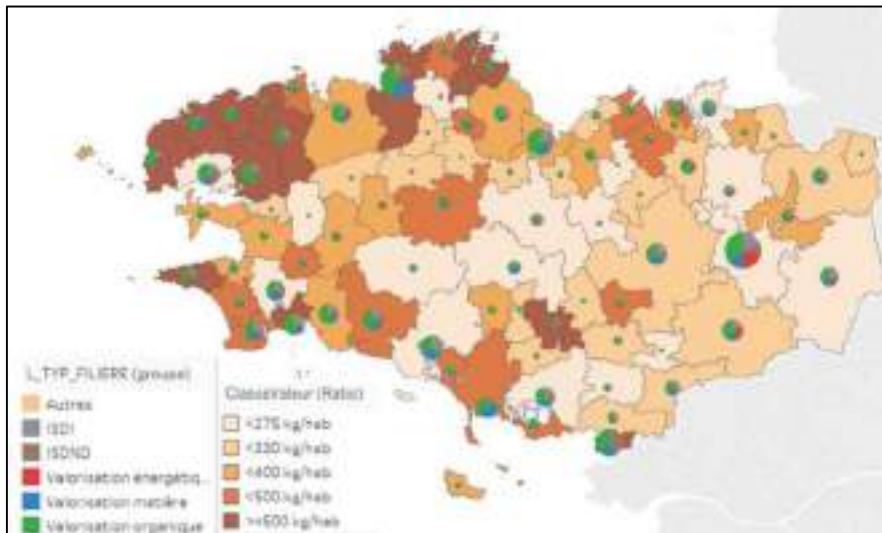 L_TYP_FILIERE (groupe)
Autres
ISDI
ISDND
Valorisation énergétiq...
Valorisation matière
Valorisation organique
Classevaleur (Ratio)
<275 kg/hab
<330 kg/hab
<400 kg/hab
<500 kg/hab
>=500 kg/hab